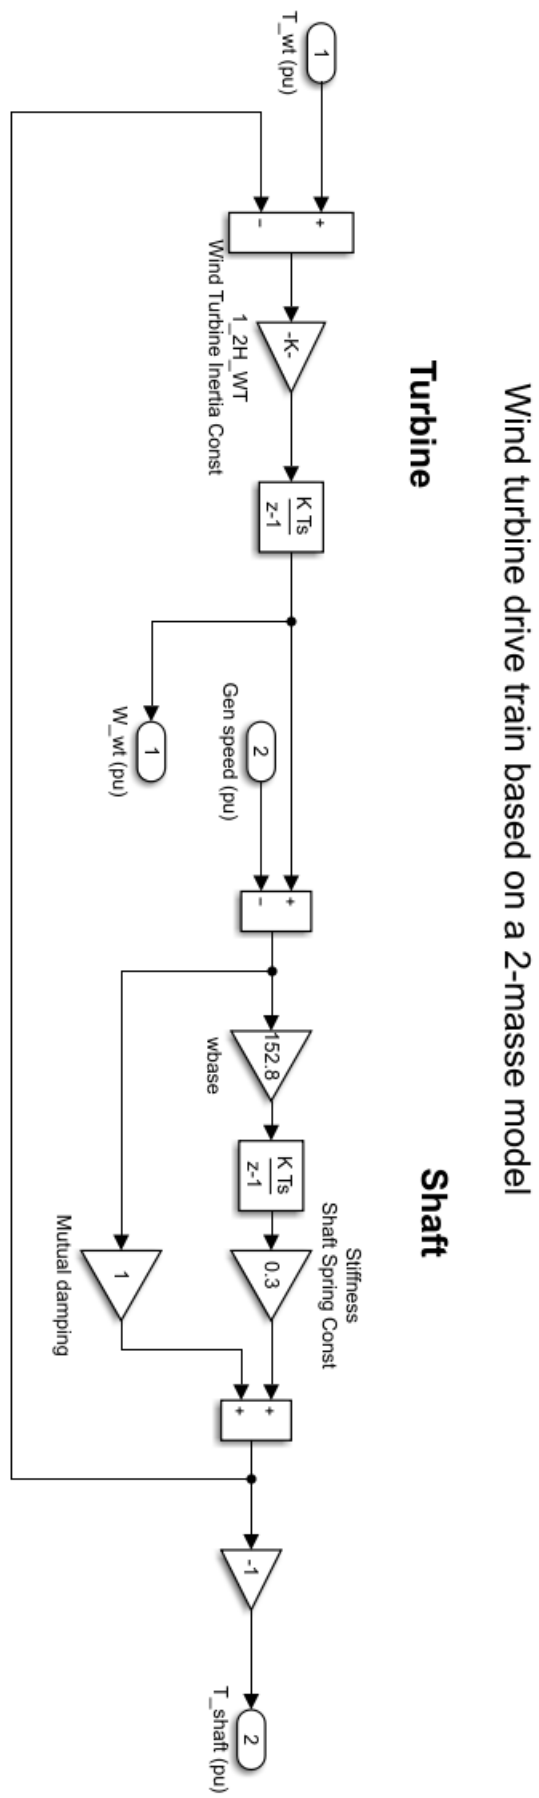 Wind turbine drive train based on a 2-masse model
Turbine
Shaft
1
T_wt (pu)
+
−
-K-
1_2H_WT
Wind Turbine Inertia Const
K Ts
z-1
1
W_wt (pu)
2
Gen speed (pu)
+
−
152.8
wbase
K Ts
z-1
Stiffness
Shaft Spring Const
0.3
1
Mutual damping
+
+
-1
2
T_shaft (pu)